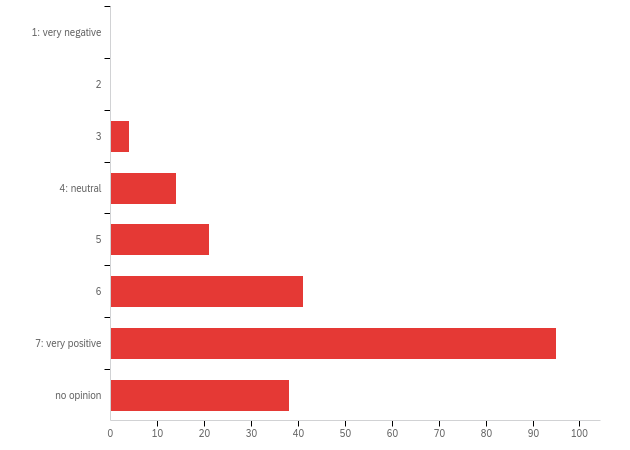 1: very negative
2
3
4: neutral
5
6
7: very positive
no opinion
0 10 20 30 40 50 60 70 80 90 100